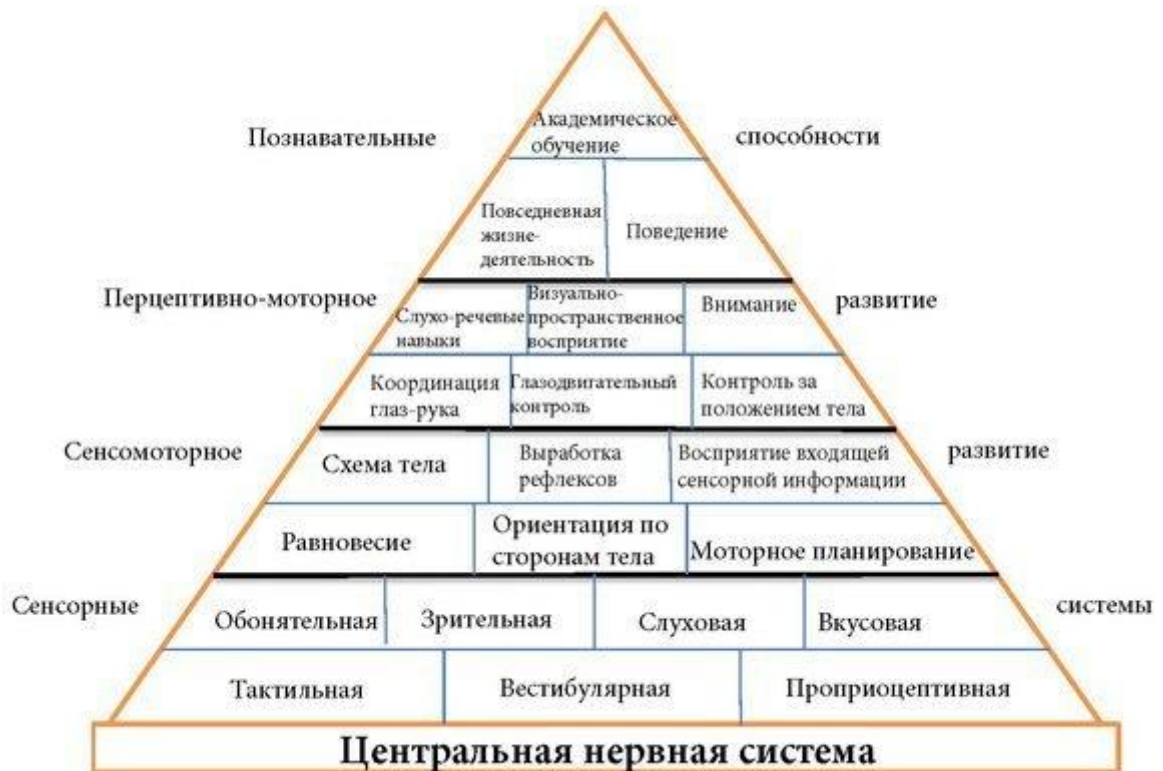 Академическое
обучение
Познавательные
способности
Повседневная
жизне-
деятельность
Поведение
Перцептивно-моторное
развитие
Слухо-речевые
навыки
Визуально-
пространственное
восприятие
Внимание
Координация
глаз-рука
Глазодвигательный
контроль
Контроль за
положением тела
Сенсомоторное
развитие
Схема тела
Выработка
рефлексов
Восприятие входящей
сенсорной информации
Равновесие
Ориентация по
сторонам тела
Моторное планирование
Сенсорные
системы
Обонятельная
Зрительная
Слуховая
Вкусовая
Тактильная
Вестибулярная
Проприоцептивная
Центральная нервная система